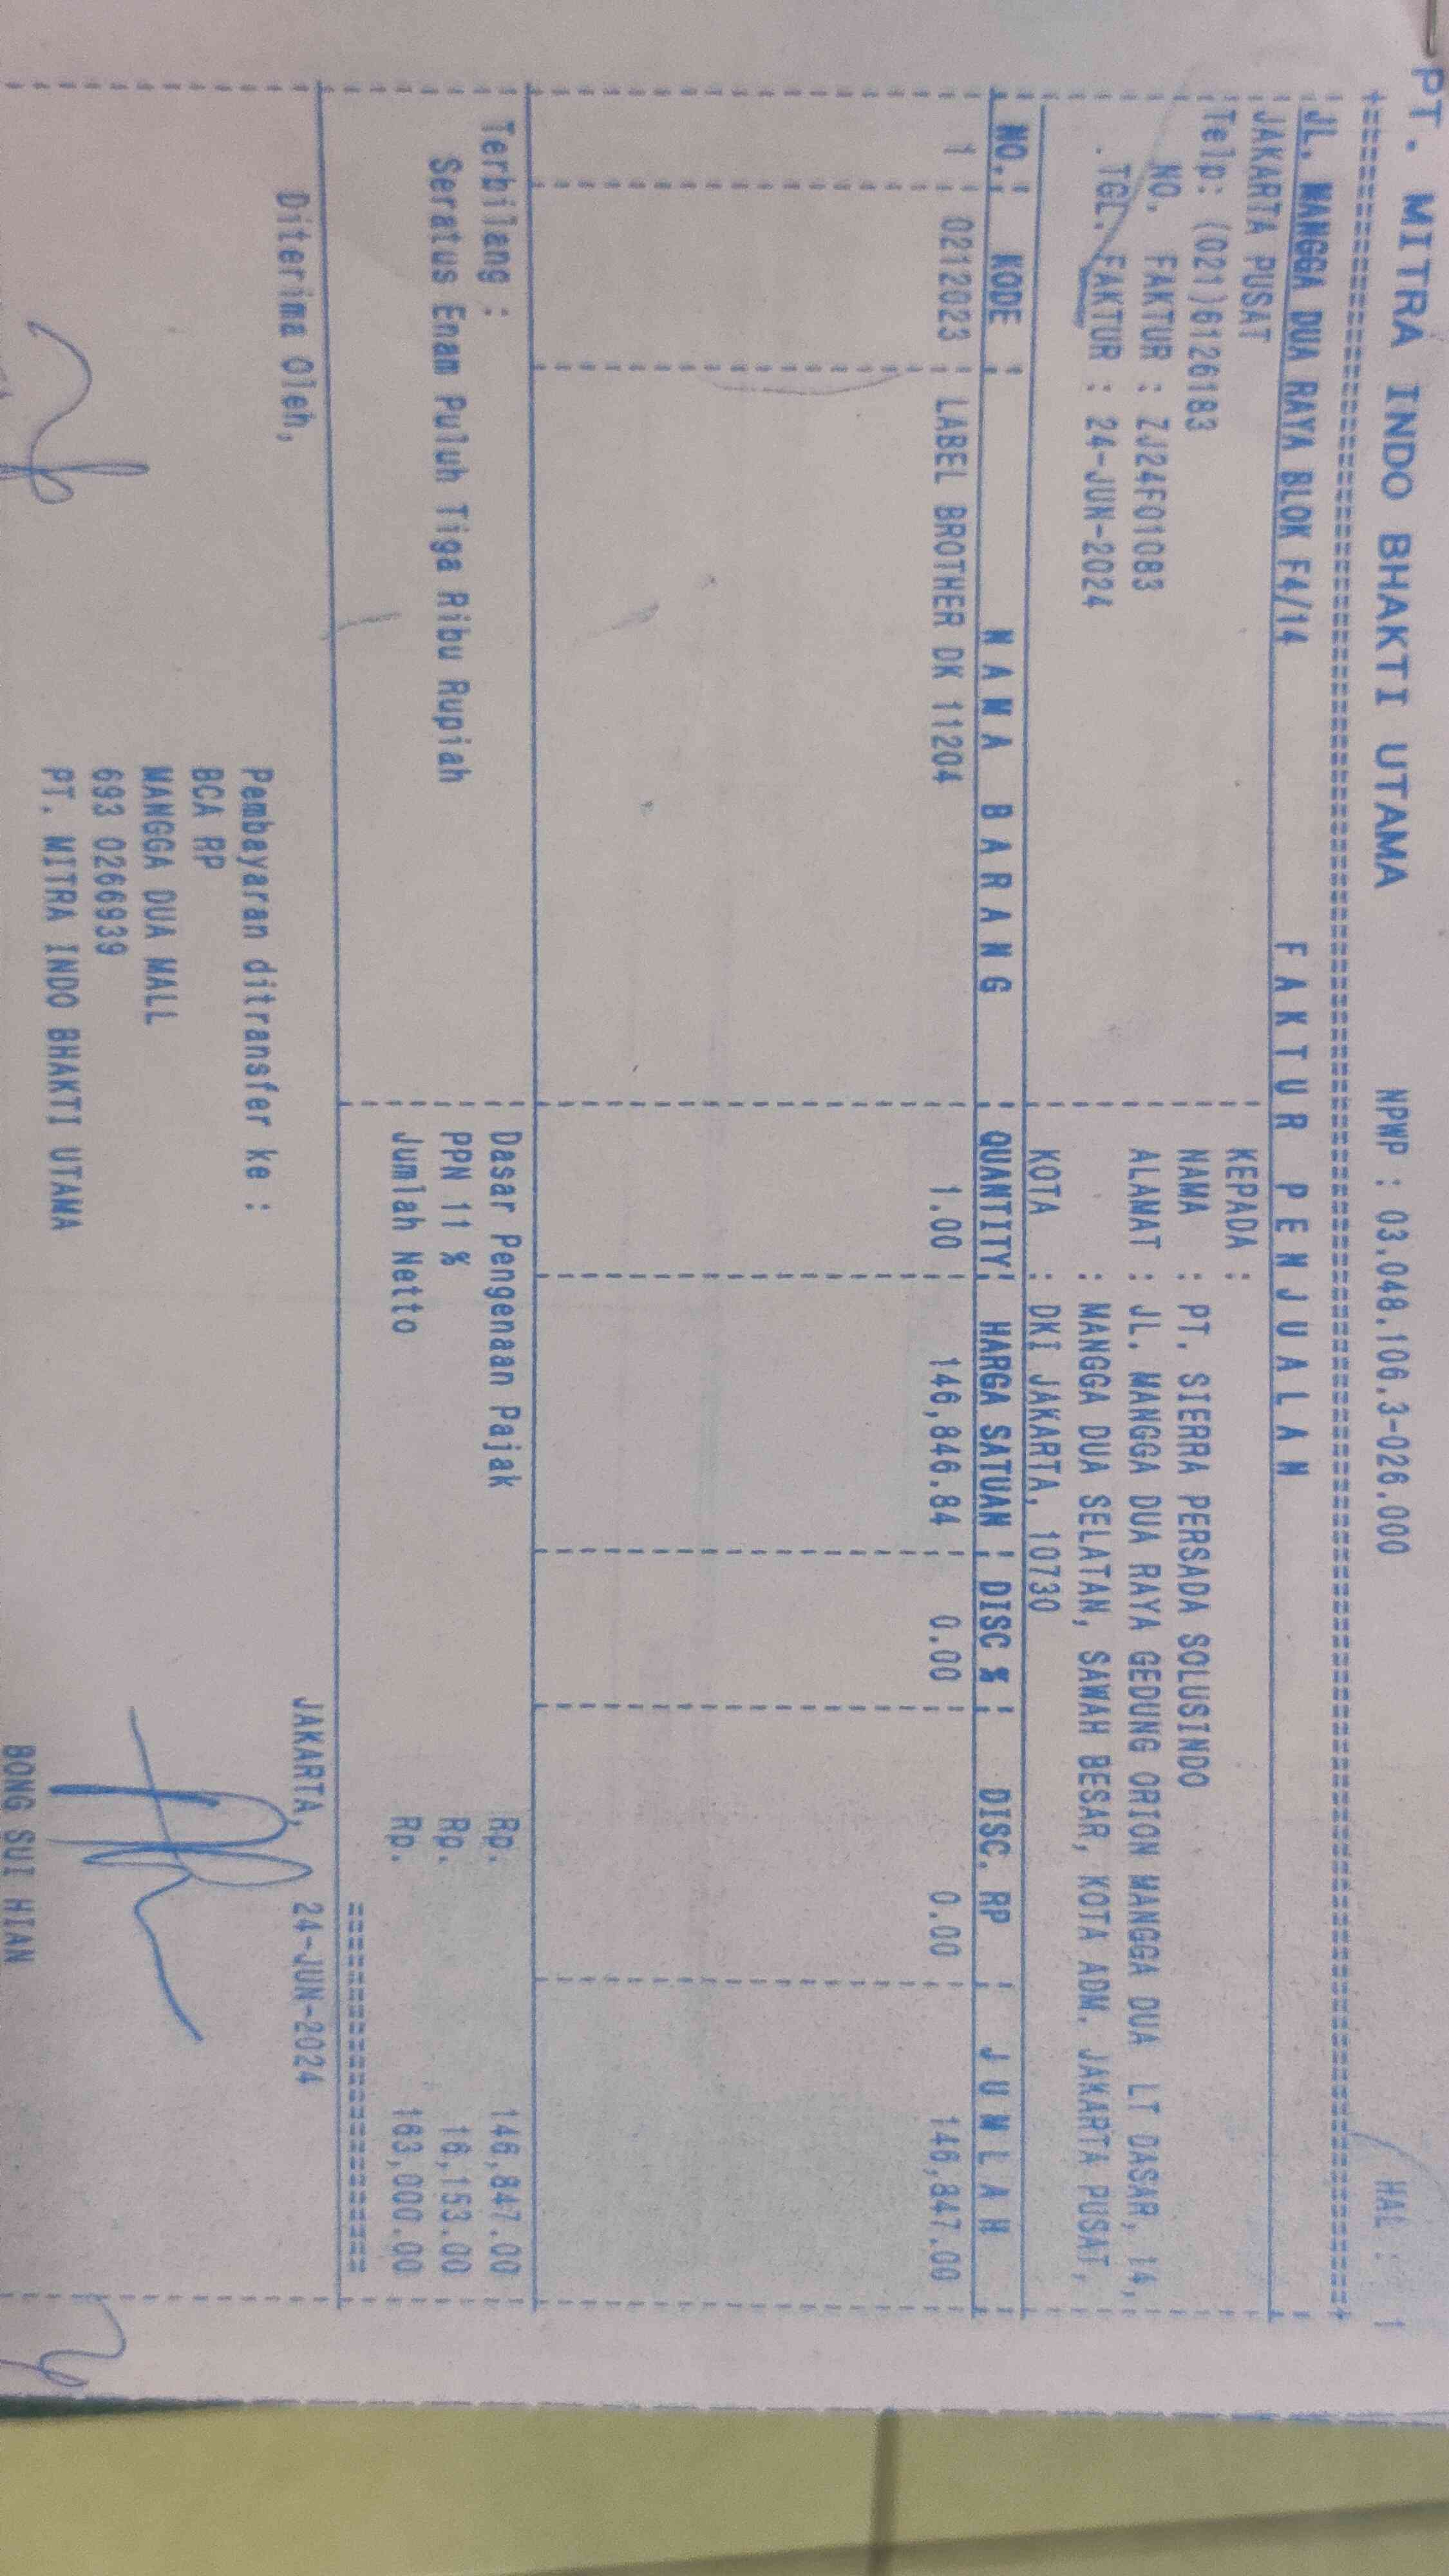 PT. MITRA INDO BHAKTI UTAMA NPWP : 03.048.106.3-026.000 HAL : 1
JL. MANGGA DUA RAYA BLOK F4/14 F A K T U R P E N J U A L A N
JAKARTA PUSAT KEPADA :
Telp: (021)6126183 NAMA : PT. SIERRA PERSADA SOLUSINDO
NO. FAKTUR : ZJ24F01083 ALAMAT : JL. MANGGA DUA RAYA GEDUNG ORION MANGGA DUA LT DASAR, 14,
TGL. FAKTUR : 24-JUN-2024 : MANGGA DUA SELATAN, SAWAH BESAR, KOTA ADM. JAKARTA PUSAT,
KOTA : DKI JAKARTA, 10730
NO. KODE N A M A B A R A N G QUANTITY HARGA SATUAN DISC % DISC. RP J U M L A H
1 0212023 LABEL BROTHER DK 11204 1.00 146,846.84 0.00 0.00 146,847.00
Terbilang : Dasar Pengenaan Pajak Rp. 146,847.00
Seratus Enam Puluh Tiga Ribu Rupiah PPN 11 % Rp. 16,153.00
Jumlah Netto Rp. 163,000.00
Diterima Oleh, JAKARTA, 24-JUN-2024
Pembayaran ditransfer ke :
BCA RP
MANGGA DUA MALL
693 0266939
PT. MITRA INDO BHAKTI UTAMA
BONG SUI HIAN